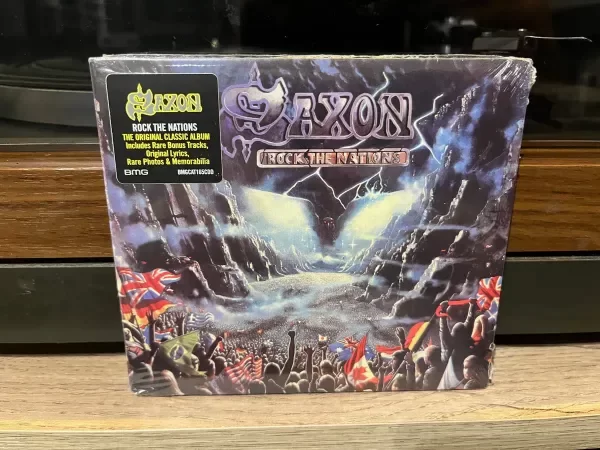 SAXON
ROCK THE NATIONS
THE ORIGINAL CLASSIC ALBUM
Includes Rare Bonus Tracks,
Original Lyrics,
Rare Photos & Memorabilia
BMG BMGCAT165CDD
SAXON
ROCK THE NATIONS